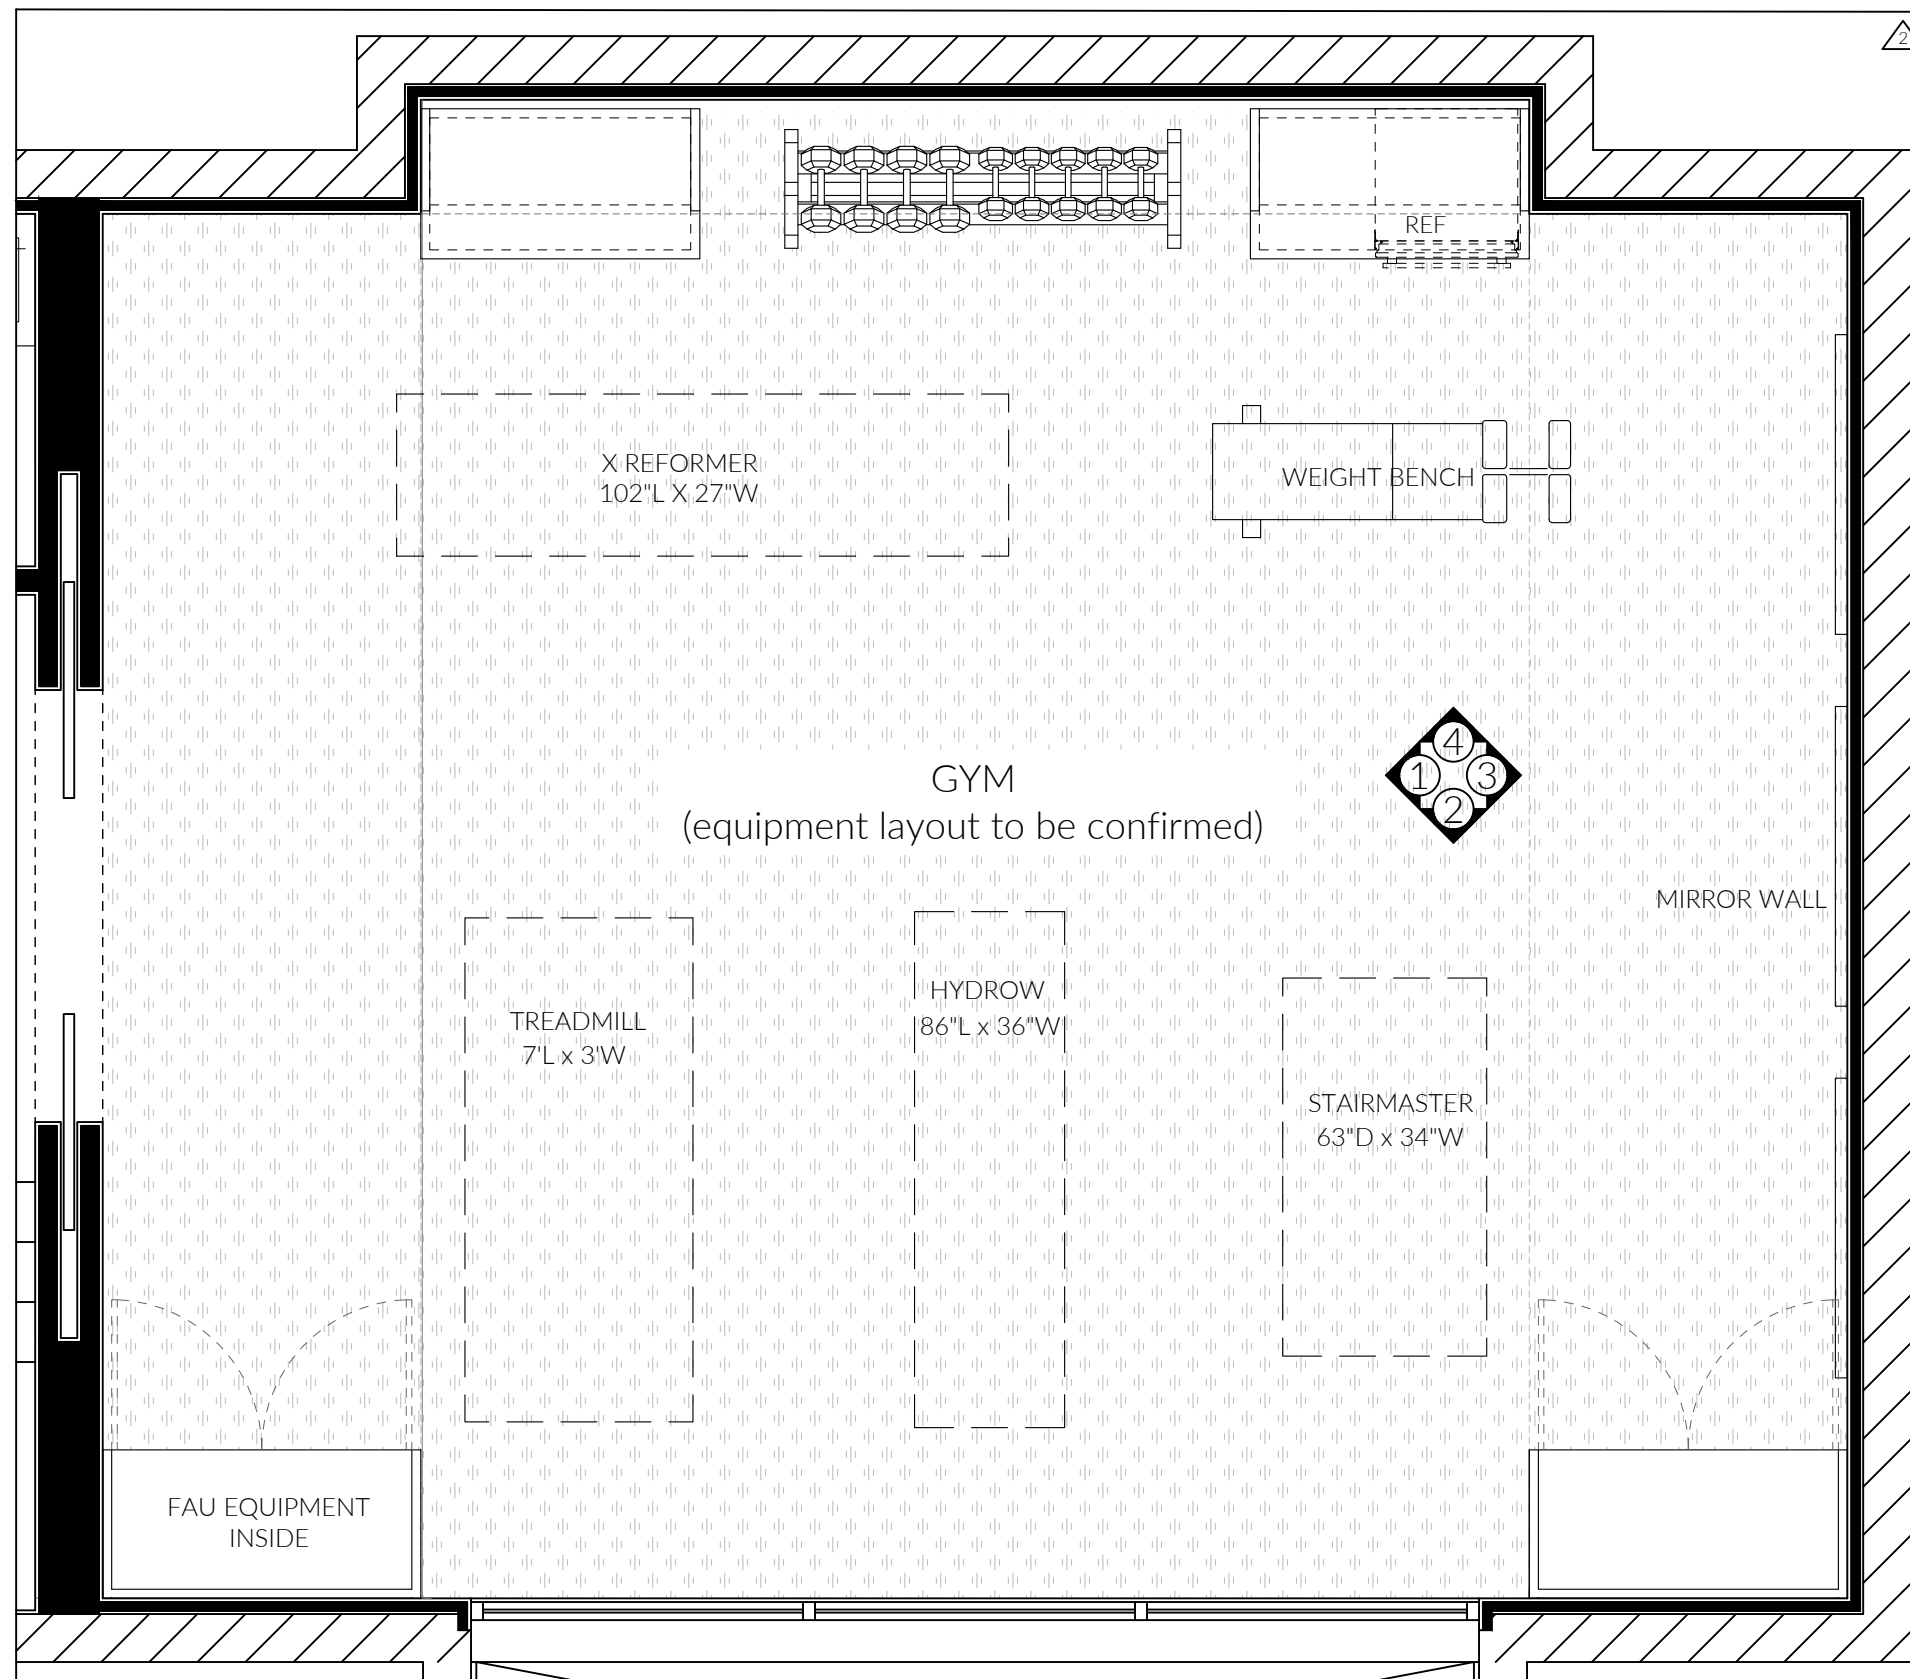 2
REF
X REFORMER
102"L X 27"W
WEIGHT BENCH
GYM
(equipment layout to be confirmed)
4
1 3
2
MIRROR WALL
TREADMILL
7'L x 3'W
HYDROW
86"L x 36"W
STAIRMASTER
63"D x 34"W
FAU EQUIPMENT
INSIDE